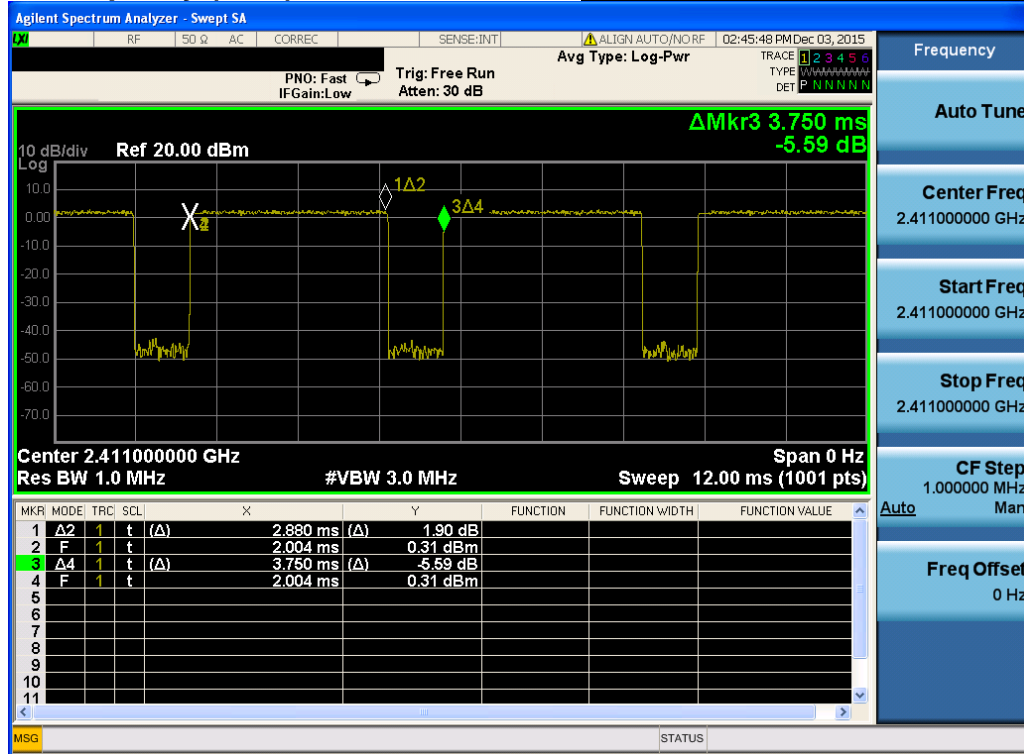 Agilent Spectrum Analyzer - Swept SA
LXI RF 50 Ω AC CORREC SENSE:INT ALIGN AUTO/NO RF 02:45:48 PM Dec 03, 2015
Frequency
Avg Type: Log-Pwr
TRACE 1 2 3 4 5 6
TYPE
DET P N N N N N
PNO: Fast
IFGain:Low
Trig: Free Run
Atten: 30 dB
ΔMkr3 3.750 ms
-5.59 dB
10 dB/div Ref 20.00 dBm
Log
10.0
0.00
-10.0
-20.0
-30.0
-40.0
-50.0
-60.0
-70.0
1Δ2
3Δ4
Center 2.411000000 GHz
Span 0 Hz
Res BW 1.0 MHz
#VBW 3.0 MHz
Sweep 12.00 ms (1001 pts)
MKR MODE TRC SCL X Y FUNCTION FUNCTION WIDTH FUNCTION VALUE
1 Δ2 1 t (Δ) 2.880 ms (Δ) 1.90 dB
2 F 1 t 2.004 ms 0.31 dBm
3 Δ4 1 t (Δ) 3.750 ms (Δ) -5.59 dB
4 F 1 t 2.004 ms 0.31 dBm
5
6
7
8
9
10
11
MSG
STATUS
Auto Tune
Center Freq
2.411000000 GHz
Start Freq
2.411000000 GHz
Stop Freq
2.411000000 GHz
CF Step
1.000000 MHz
Auto Man
Freq Offset
0 Hz